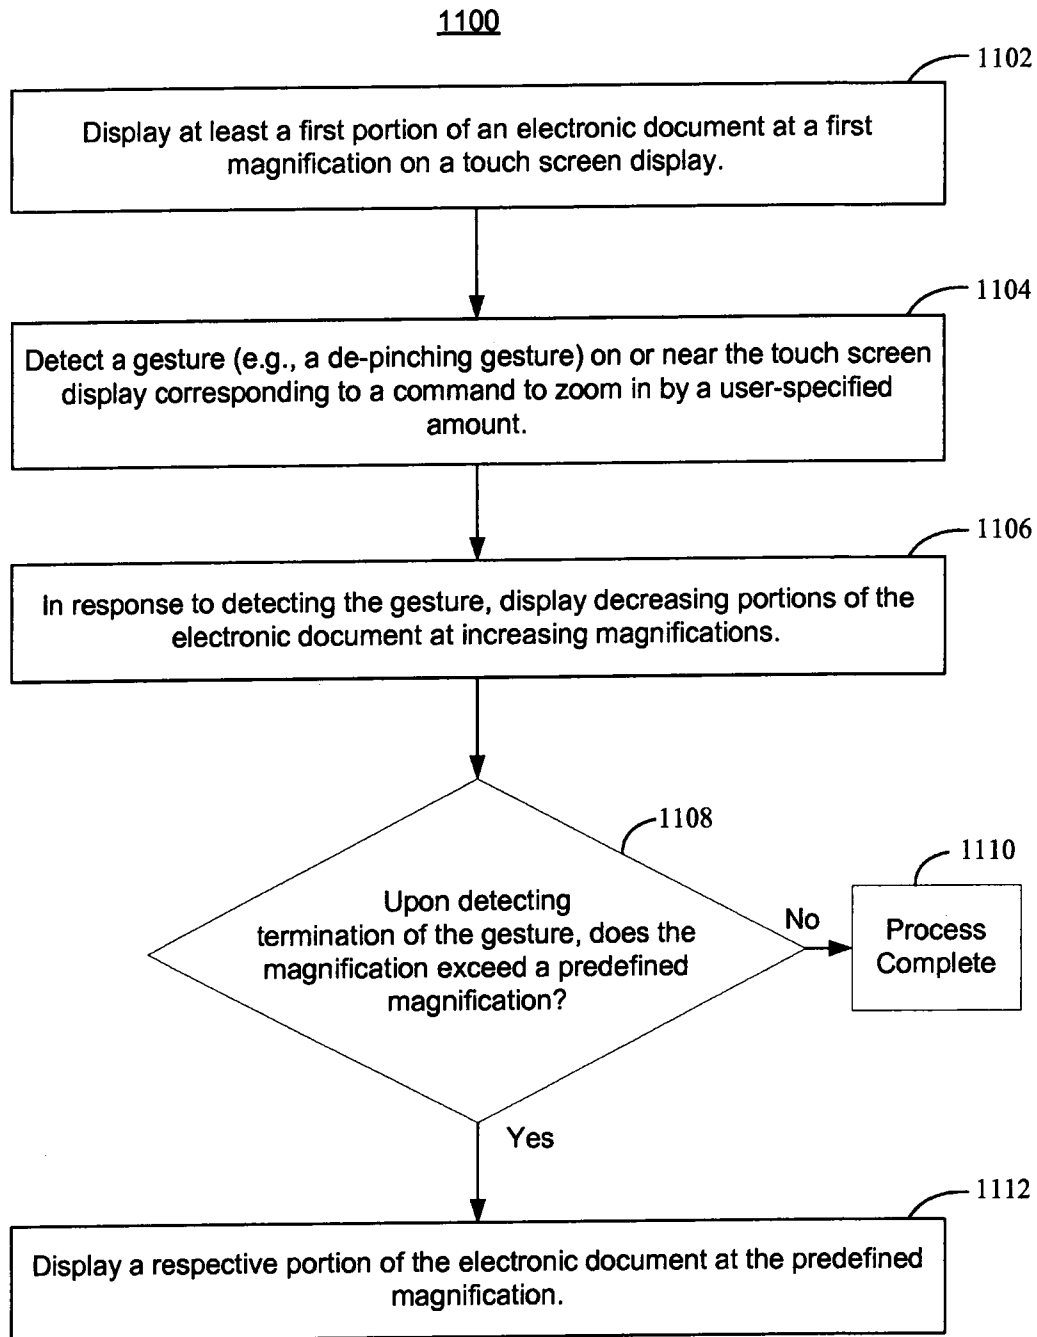 1100
1102
Display at least a first portion of an electronic document at a first
magnification on a touch screen display.
1104
Detect a gesture (e.g., a de-pinching gesture) on or near the touch screen
display corresponding to a command to zoom in by a user-specified
amount.
1106
In response to detecting the gesture, display decreasing portions of the
electronic document at increasing magnifications.
1108
Upon detecting
termination of the gesture, does the
magnification exceed a predefined
magnification?
No
1110
Process
Complete
Yes
1112
Display a respective portion of the electronic document at the predefined
magnification.